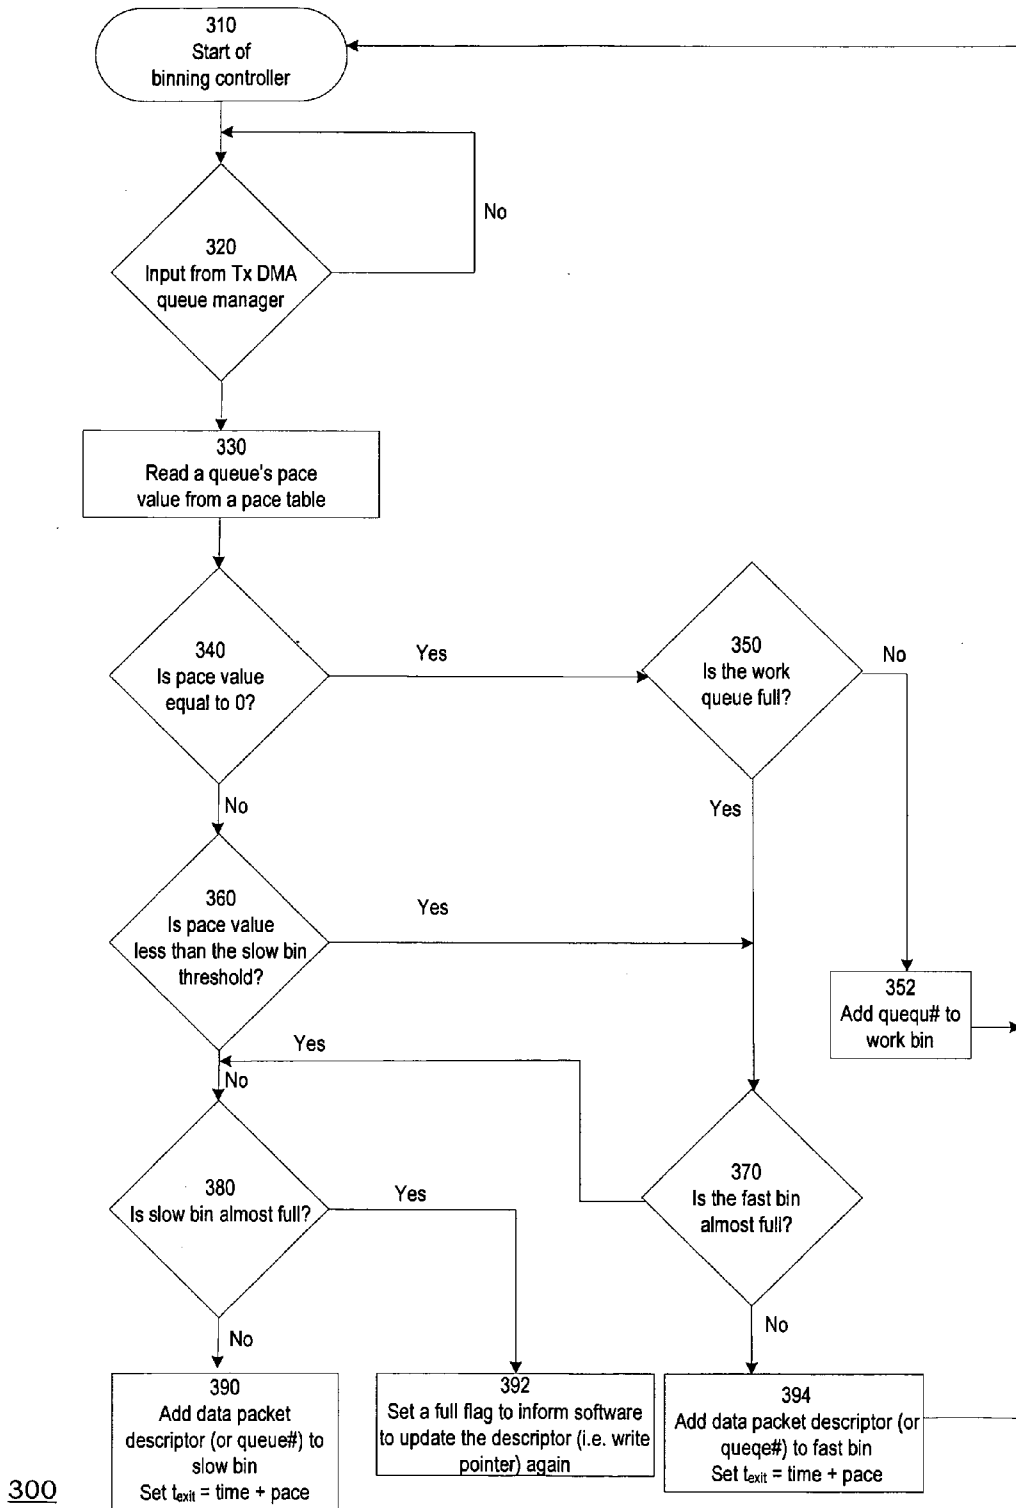 310
Start of
binning controller
No
320
Input from Tx DMA
queue manager
330
Read a queue's pace
value from a pace table
340
Is pace value
equal to 0?
Yes
350
Is the work
queue full?
No
No
Yes
360
Is pace value
less than the slow bin
threshold?
Yes
352
Add ququ# to
work bin
Yes
No
380
Is slow bin almost full?
Yes
370
Is the fast bin
almost full?
No
No
390
Add data packet
descriptor (or queue#) to
slow bin
Set texit = time + pace
392
Set a full flag to inform software
to update the descriptor (i.e. write
pointer) again
394
Add data packet descriptor (or
queqe#) to fast bin
Set texit = time + pace
300